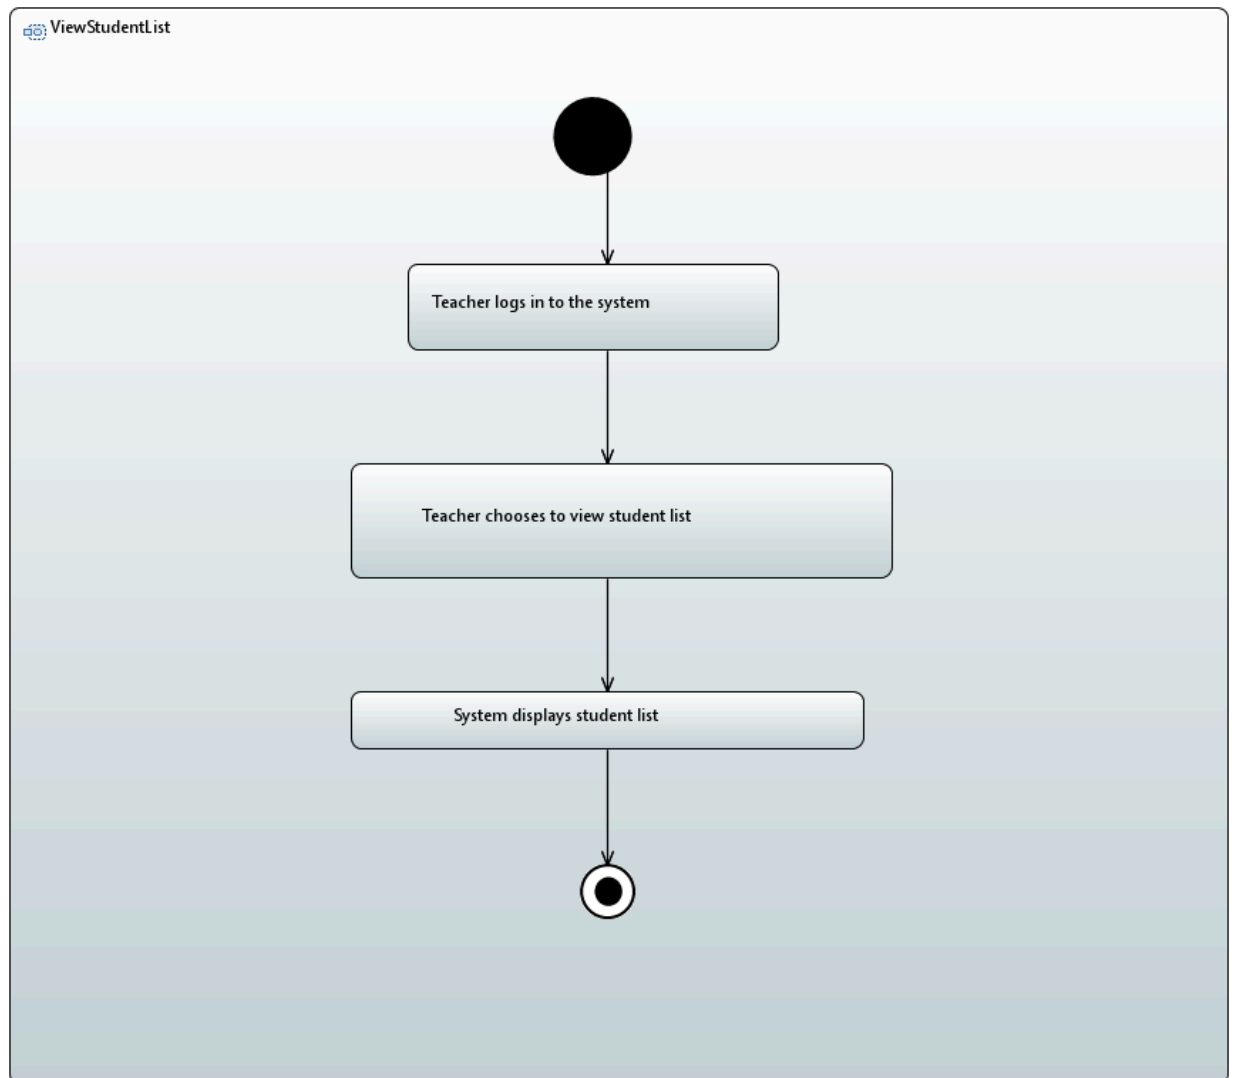 ViewStudentList
Teacher logs in to the system
Teacher chooses to view student list
System displays student list